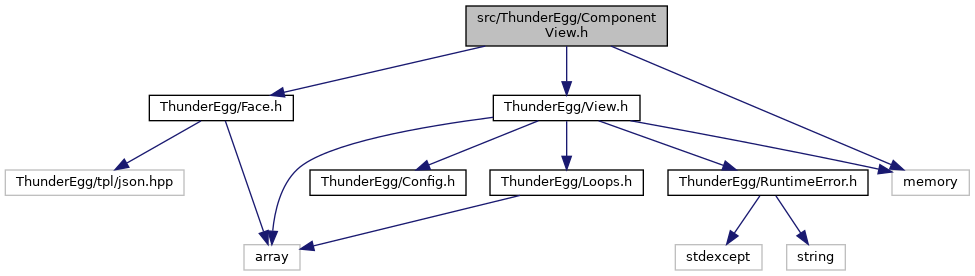 src/ThunderEgg/Component
View.h
ThunderEgg/Face.h
ThunderEgg/View.h
ThunderEgg/tpl/json.hpp
ThunderEgg/Config.h
ThunderEgg/Loops.h
ThunderEgg/RuntimeError.h
memory
array
stdexcept
string